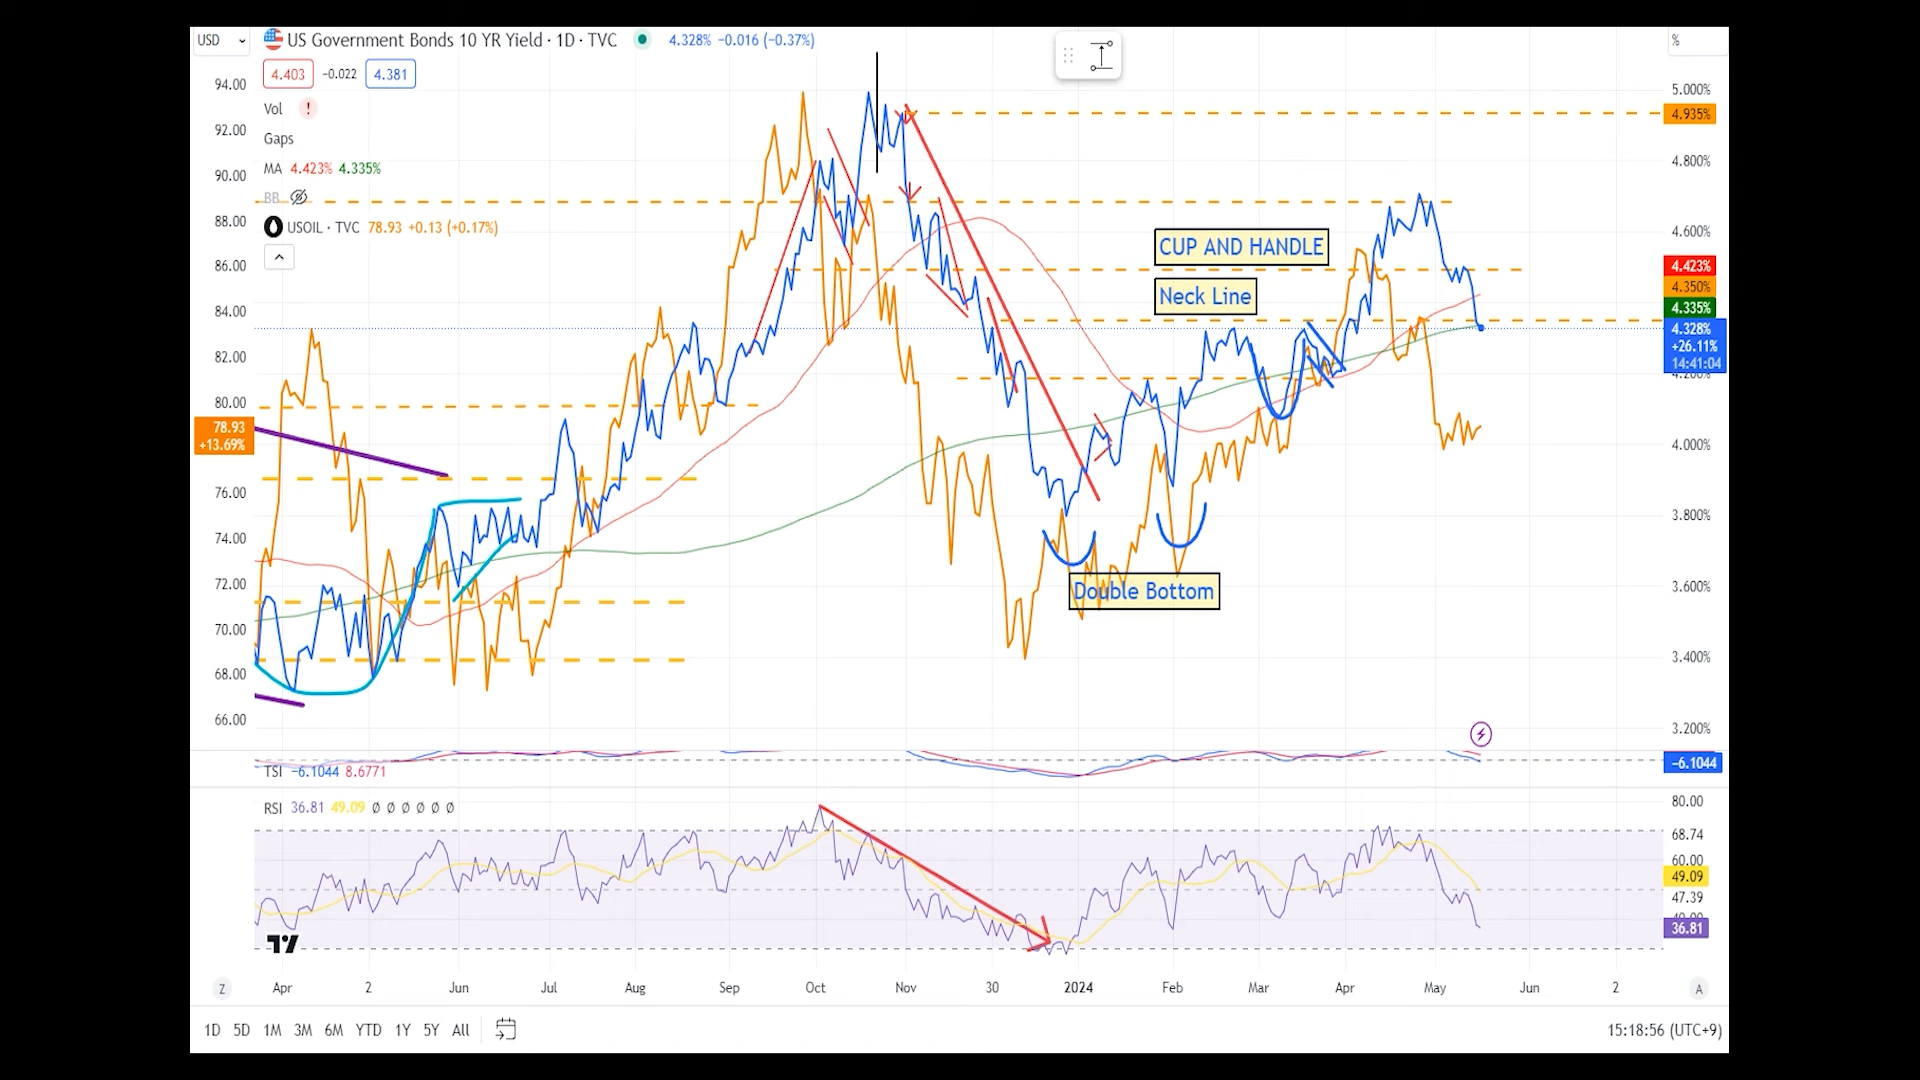 USD
US Government Bonds 10 YR Yield · 1D · TVC 4.328% −0.016 (−0.37%)
4.403 −0.022 4.381
Vol !
Gaps
MA 4.423% 4.335%
BB
USOIL · TVC 78.93 +0.13 (+0.17%)
94.00
92.00
90.00
88.00
86.00
84.00
82.00
80.00
78.93
+13.69%
76.00
74.00
72.00
70.00
68.00
66.00
CUP AND HANDLE
Neck Line
Double Bottom
%
5.000%
4.935%
4.800%
4.600%
4.423%
4.350%
4.335%
4.328%
+26.11%
14:41:04
4.200%
4.000%
3.800%
3.600%
3.400%
3.200%
TSI −6.1044 8.6771
−6.1044
RSI 36.81 49.09 Ø Ø Ø Ø Ø Ø
80.00
68.74
60.00
49.09
47.39
40.00
36.81
Z Apr 2 Jun Jul Aug Sep Oct Nov 30 2024 Feb Mar Apr May Jun 2 A
1D 5D 1M 3M 6M YTD 1Y 5Y All 15:18:56 (UTC+9)